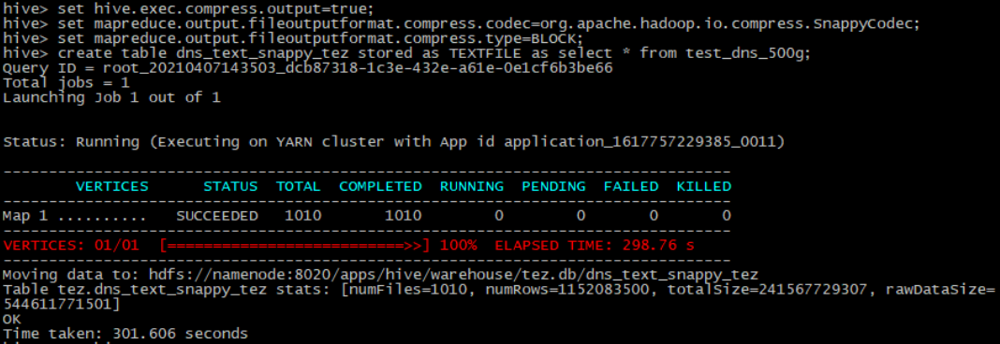 hive> set hive.exec.compress.output=true;
hive> set mapreduce.output.fileoutputformat.compress.codec=org.apache.hadoop.io.compress.SnappyCodec;
hive> set mapreduce.output.fileoutputformat.compress.type=BLOCK;
hive> create table dns_text_snappy_tez stored as TEXTFILE as select * from test_dns_500g;
Query ID = root_20210407143503_dcb87318-1c3e-432e-a61e-0e1cf6b3be66
Total jobs = 1
Launching Job 1 out of 1
Status: Running (Executing on YARN cluster with App id application_1617757229385_0011)
--------------------------------------------------------------------------------
VERTICES STATUS TOTAL COMPLETED RUNNING PENDING FAILED KILLED
--------------------------------------------------------------------------------
Map 1 .......... SUCCEEDED 1010 1010 0 0 0 0
--------------------------------------------------------------------------------
VERTICES: 01/01 [==========================>>] 100% ELAPSED TIME: 298.76 s
--------------------------------------------------------------------------------
Moving data to: hdfs://namenode:8020/apps/hive/warehouse/tez.db/dns_text_snappy_tez
Table tez.dns_text_snappy_tez stats: [numFiles=1010, numRows=1152083500, totalSize=241567729307, rawDataSize=
544611771501]
OK
Time taken: 301.606 seconds